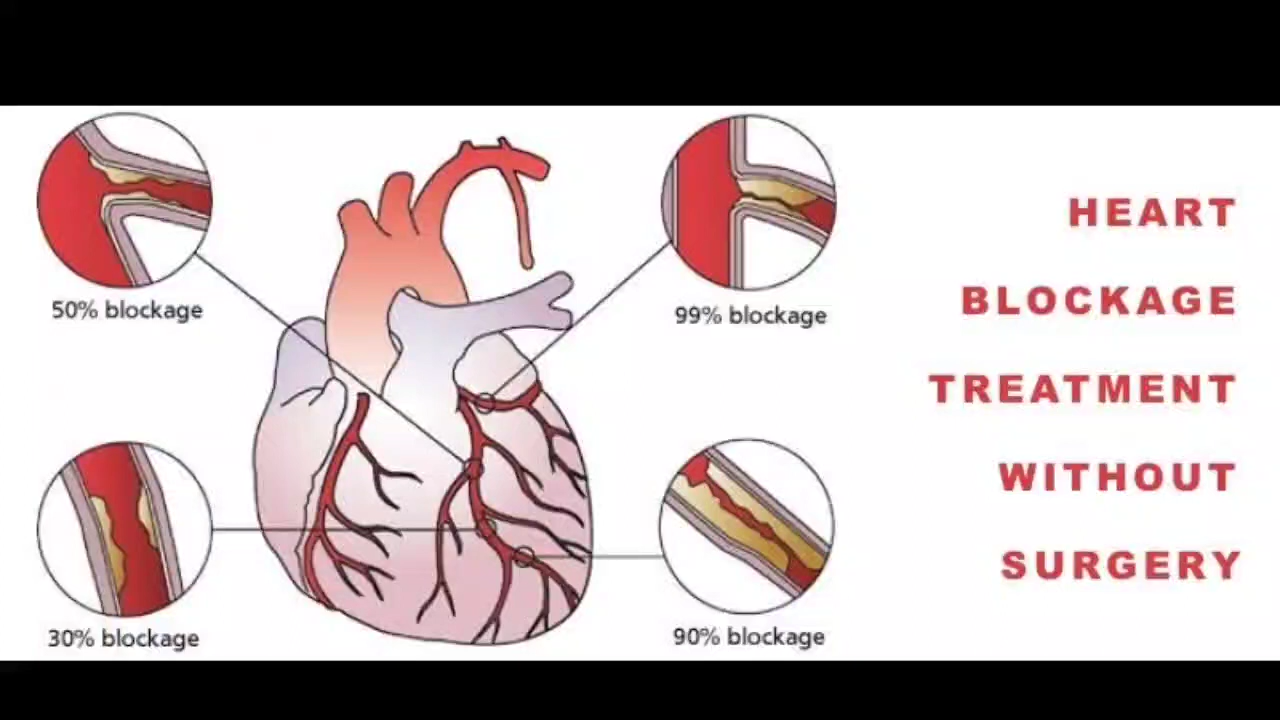 50% blockage
99% blockage
30% blockage
90% blockage
HEART
BLOCKAGE
TREATMENT
WITHOUT
SURGERY